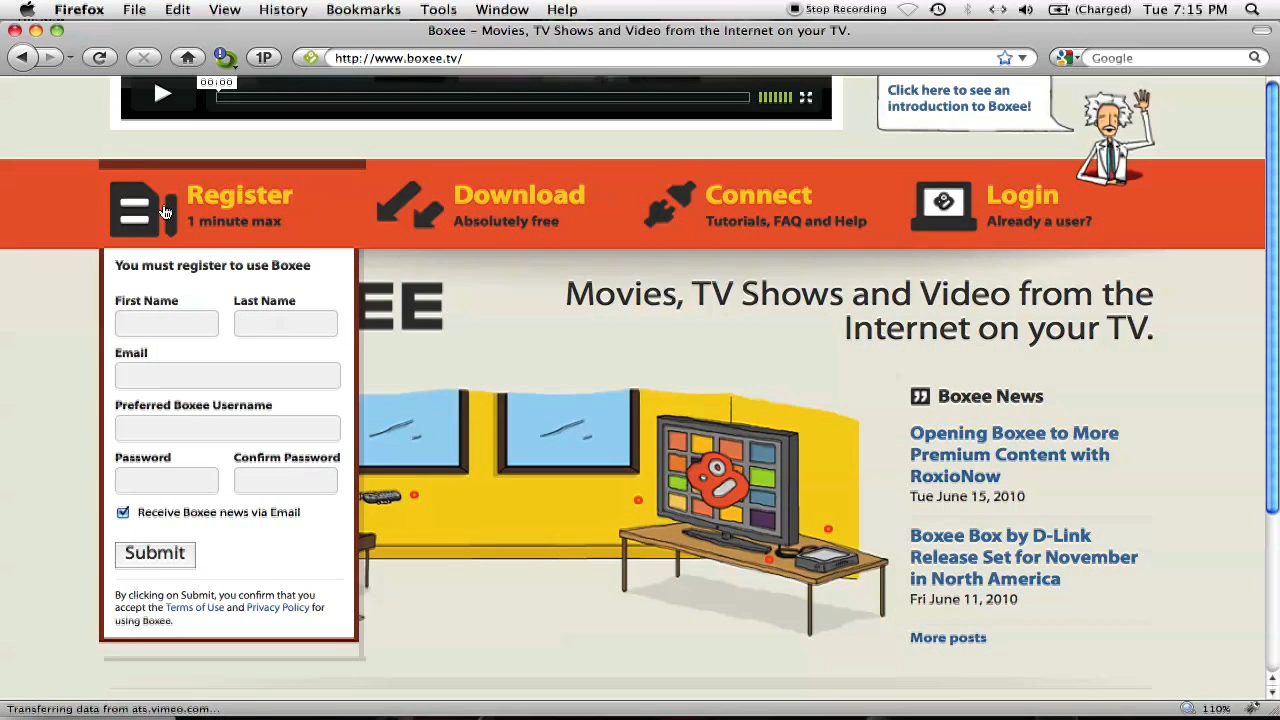 Firefox File Edit View History Bookmarks Tools Window Help Stop Recording (Charged) Tue 7:15 PM
Boxee – Movies, TV Shows and Video from the Internet on your TV.
1P http://www.boxee.tv/ Google
00:00
Click here to see an
introduction to Boxee!
Register
1 minute max
Download
Absolutely free
Connect
Tutorials, FAQ and Help
Login
Already a user?
You must register to use Boxee
First Name Last Name
Email
Preferred Boxee Username
Password Confirm Password
Receive Boxee news via Email
Submit
By clicking on Submit, you confirm that you
accept the Terms of Use and Privacy Policy for
using Boxee.
EE
Movies, TV Shows and Video from the
Internet on your TV.
Boxee News
Opening Boxee to More
Premium Content with
RoxioNow
Tue June 15, 2010
Boxee Box by D-Link
Release Set for November
in North America
Fri June 11, 2010
More posts
Transferring data from ats.vimeo.com... 110%